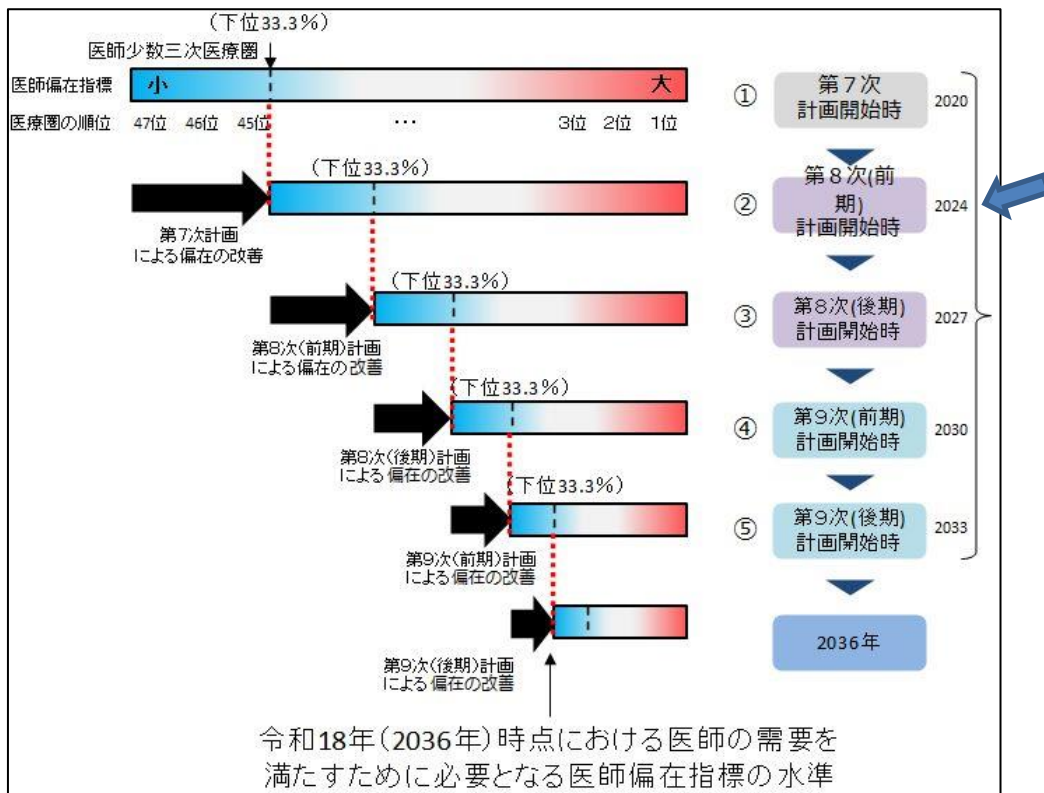 (下位33.3%)
医師少数三次医療圏
医師偏在指標
小
大
医療圏の順位
47位 46位 45位 … 3位 2位 1位
①
第7次
計画開始時
2020
(下位33.3%)
第7次計画
による偏在の改善
②
第8次(前
期)
計画開始時
2024
(下位33.3%)
第8次(前期)計画
による偏在の改善
③
第8次(後期)
計画開始時
2027
(下位33.3%)
第8次(後期)計画
による偏在の改善
④
第9次(前期)
計画開始時
2030
(下位33.3%)
第9次(前期)計画
による偏在の改善
⑤
第9次(後期)
計画開始時
2033
第9次(後期)計画
による偏在の改善
2036年
令和18年(2036年)時点における医師の需要を
満たすために必要となる医師偏在指標の水準